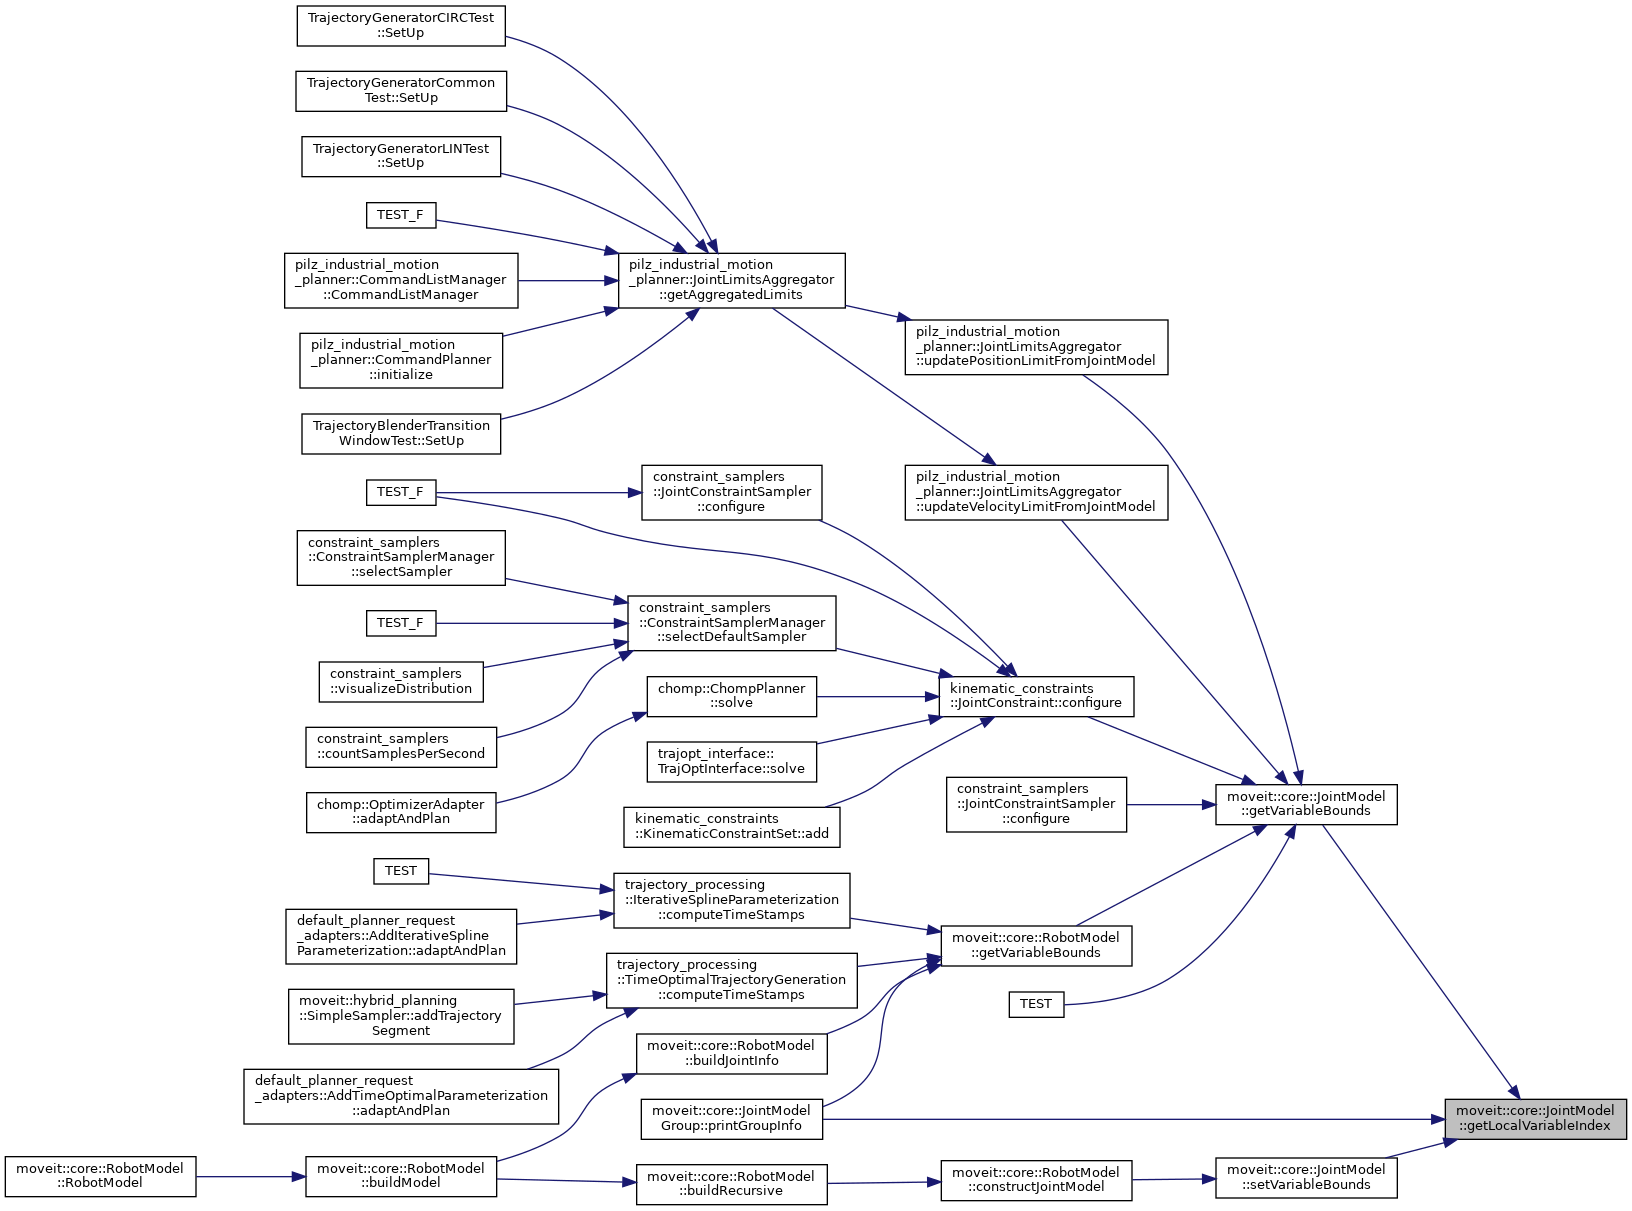 TrajectoryGeneratorCIRCTest
::SetUp
TrajectoryGeneratorCommon
Test::SetUp
TrajectoryGeneratorLINTest
::SetUp
TEST_F
pilz_industrial_motion
_planner::CommandListManager
::CommandListManager
pilz_industrial_motion
_planner::CommandPlanner
::initialize
TrajectoryBlenderTransition
WindowTest::SetUp
pilz_industrial_motion
_planner::JointLimitsAggregator
::getAggregatedLimits
pilz_industrial_motion
_planner::JointLimitsAggregator
::updatePositionLimitFromJointModel
pilz_industrial_motion
_planner::JointLimitsAggregator
::updateVelocityLimitFromJointModel
constraint_samplers
::JointConstraintSampler
::configure
TEST_F
constraint_samplers
::ConstraintSamplerManager
::selectSampler
TEST_F
constraint_samplers
::visualizeDistribution
constraint_samplers
::countSamplesPerSecond
chomp::OptimizerAdapter
::adaptAndPlan
constraint_samplers
::ConstraintSamplerManager
::selectDefaultSampler
chomp::ChompPlanner
::solve
trajopt_interface::
TrajOptInterface::solve
kinematic_constraints
::KinematicConstraintSet::add
kinematic_constraints
::JointConstraint::configure
constraint_samplers
::JointConstraintSampler
::configure
moveit::core::JointModel
::getVariableBounds
TEST
default_planner_request
_adapters::AddIterativeSpline
Parameterization::adaptAndPlan
trajectory_processing
::IterativeSplineParameterization
::computeTimeStamps
moveit::core::RobotModel
::getVariableBounds
trajectory_processing
::TimeOptimalTrajectoryGeneration
::computeTimeStamps
TEST
moveit::hybrid_planning
::SimpleSampler::addTrajectory
Segment
moveit::core::RobotModel
::buildJointInfo
default_planner_request
_adapters::AddTimeOptimalParameterization
::adaptAndPlan
moveit::core::JointModel
Group::printGroupInfo
moveit::core::JointModel
::getLocalVariableIndex
moveit::core::RobotModel
::RobotModel
moveit::core::RobotModel
::buildModel
moveit::core::RobotModel
::buildRecursive
moveit::core::RobotModel
::constructJointModel
moveit::core::JointModel
::setVariableBounds